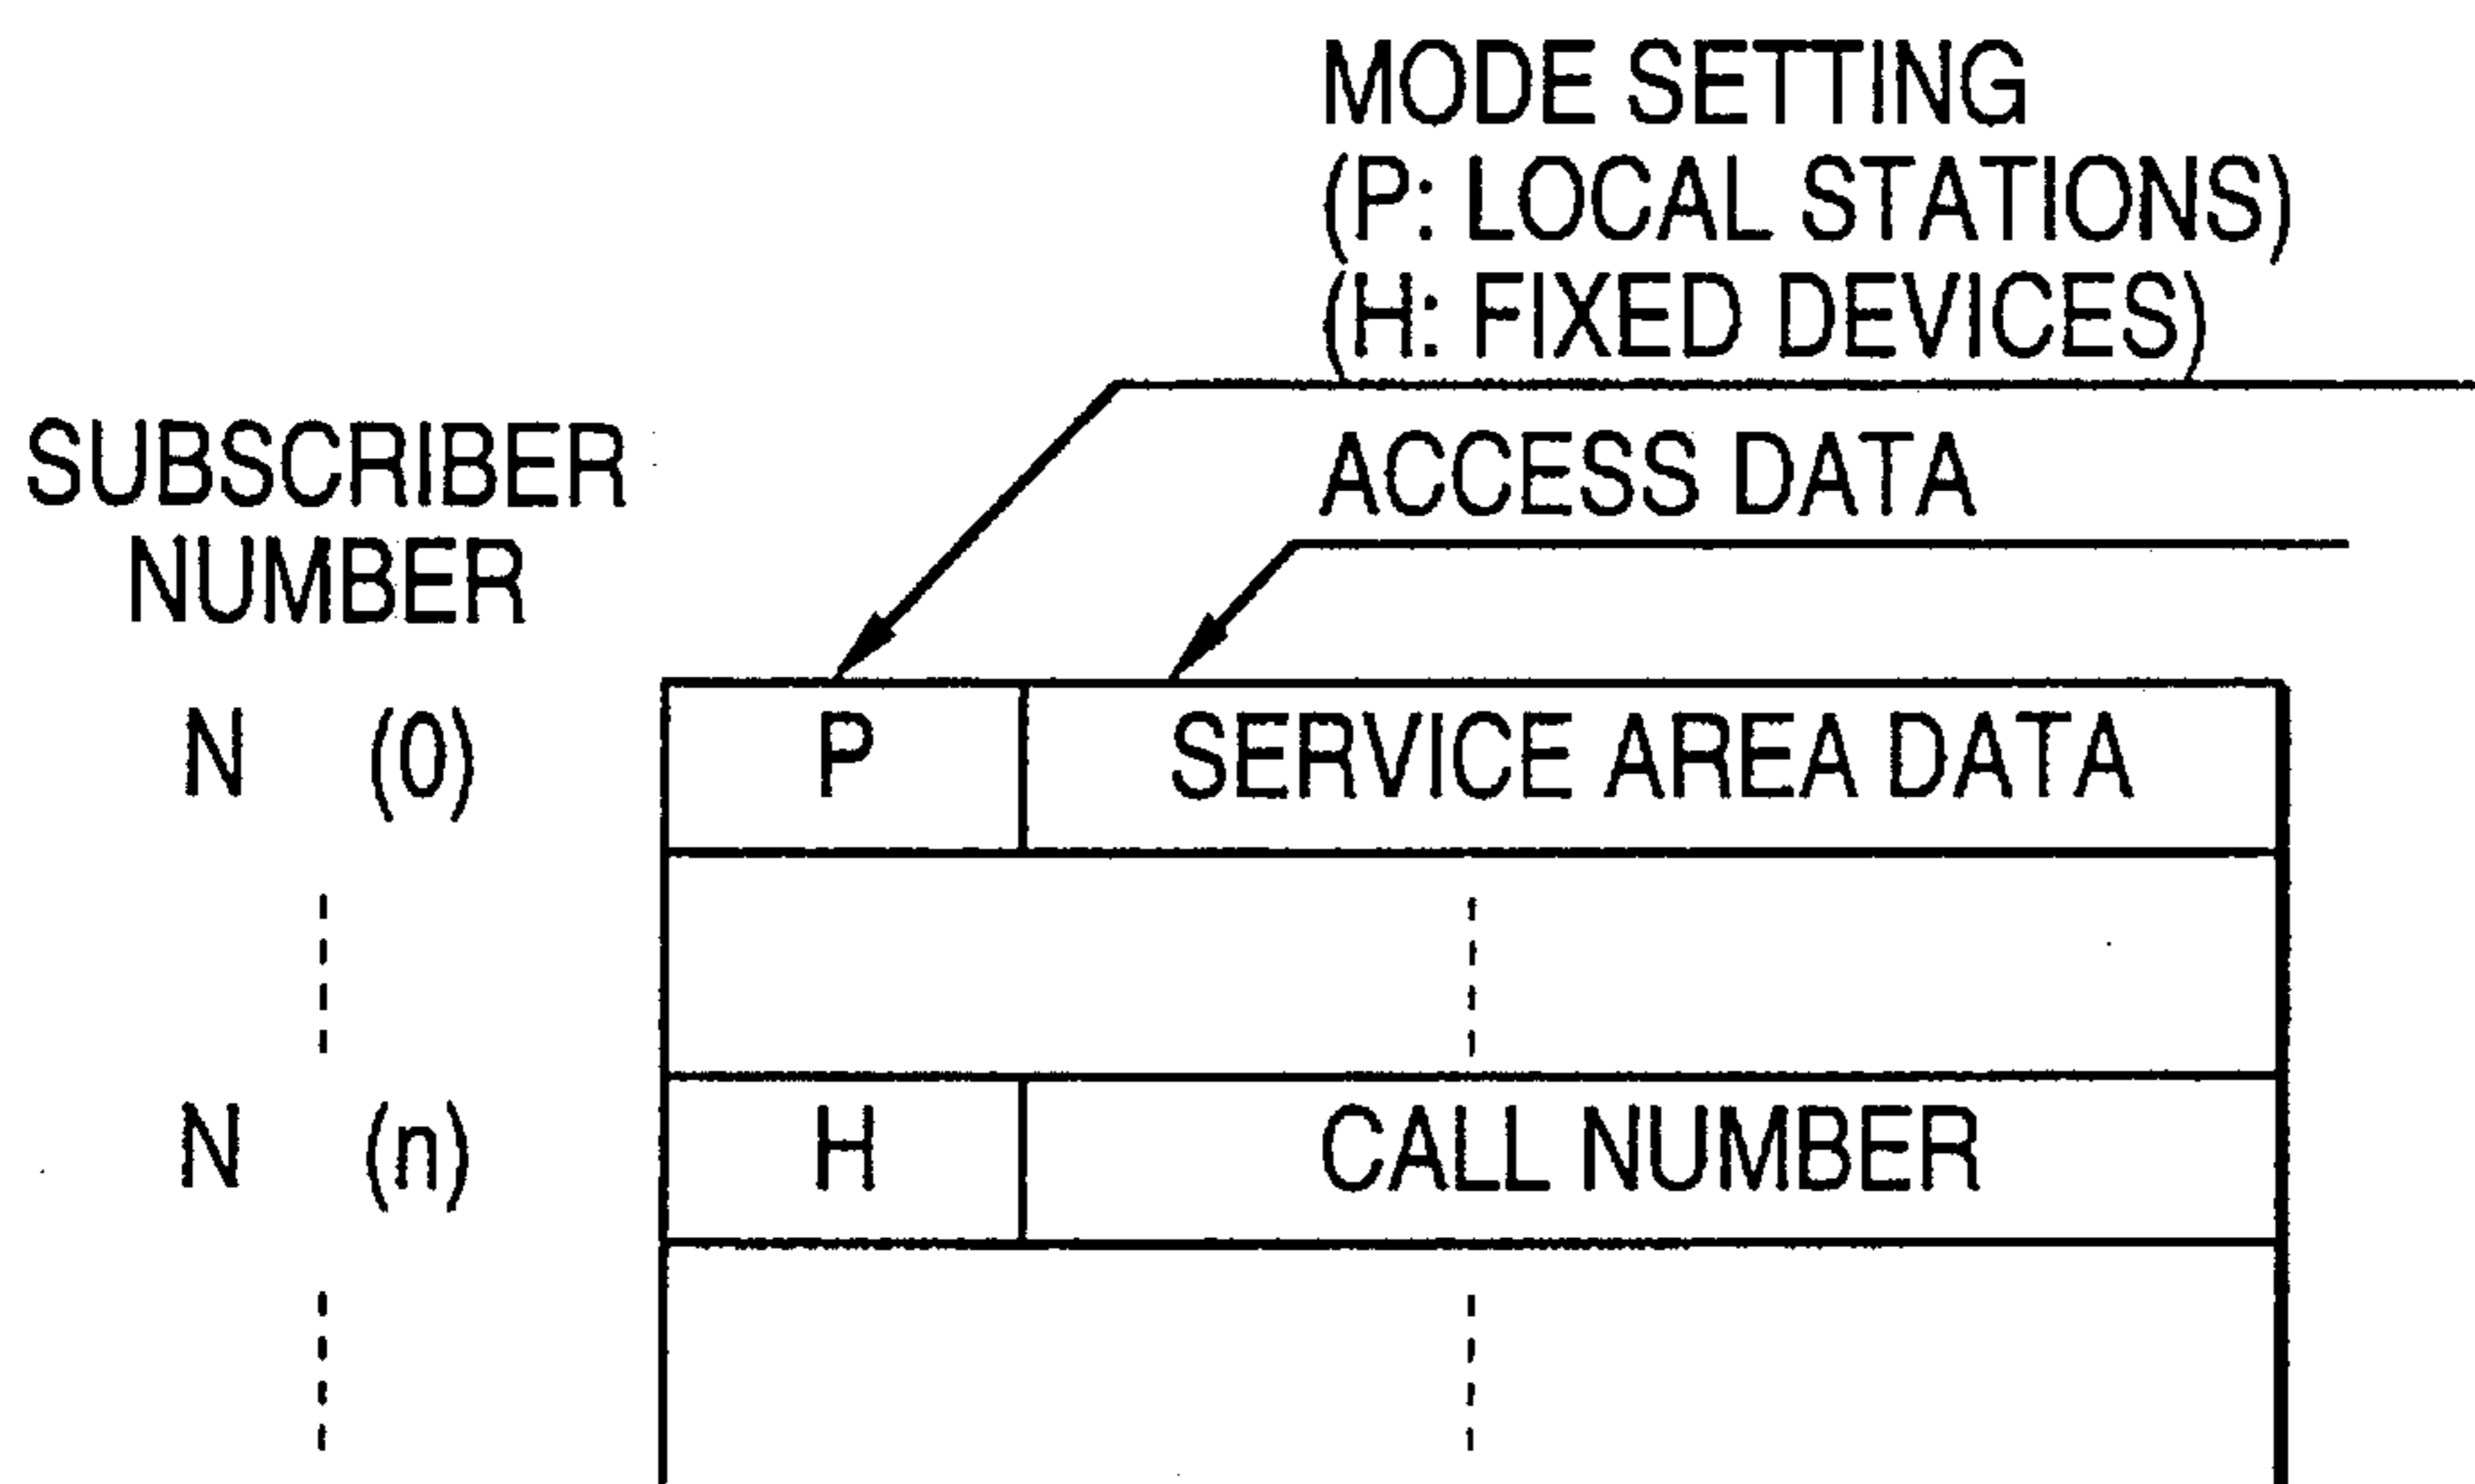 MODE SETTING
(P: LOCAL STATIONS)
(H: FIXED DEVICES)
ACCESS DATA
SUBSCRIBER
NUMBER
N (0) P SERVICE AREA DATA
N (n) H CALL NUMBER